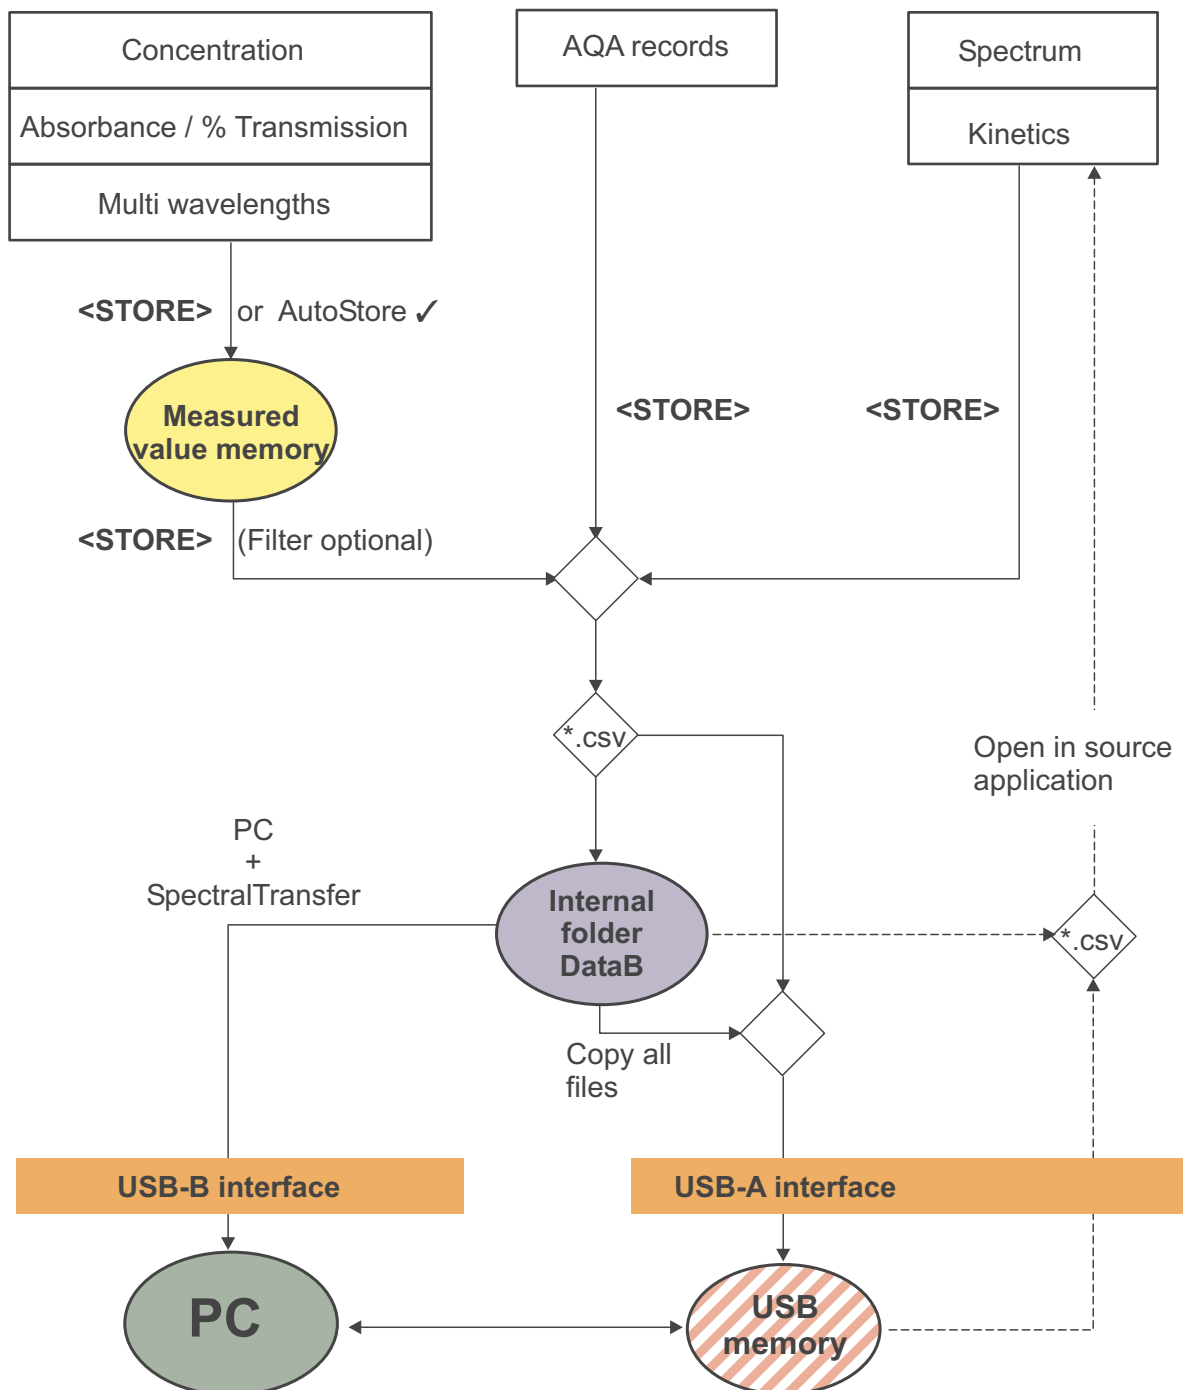 Concentration
Absorbance / % Transmission
Multi wavelengths
AQA records
Spectrum
Kinetics
<STORE> or AutoStore ✓
Measured
value memory
<STORE> (Filter optional)
<STORE>
<STORE>
*.csv
Open in source
application
PC
+
SpectralTransfer
Internal
folder
DataB
*.csv
Copy all
files
USB-B interface
USB-A interface
PC
USB
memory